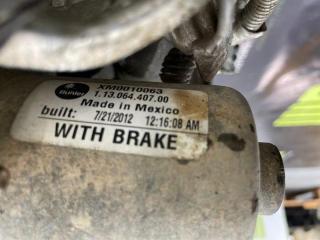 Bühler
XM0010063
1.13.064.407.00
Made in Mexico
built: 7/21/2012 12:16:08 AM
WITH BRAKE